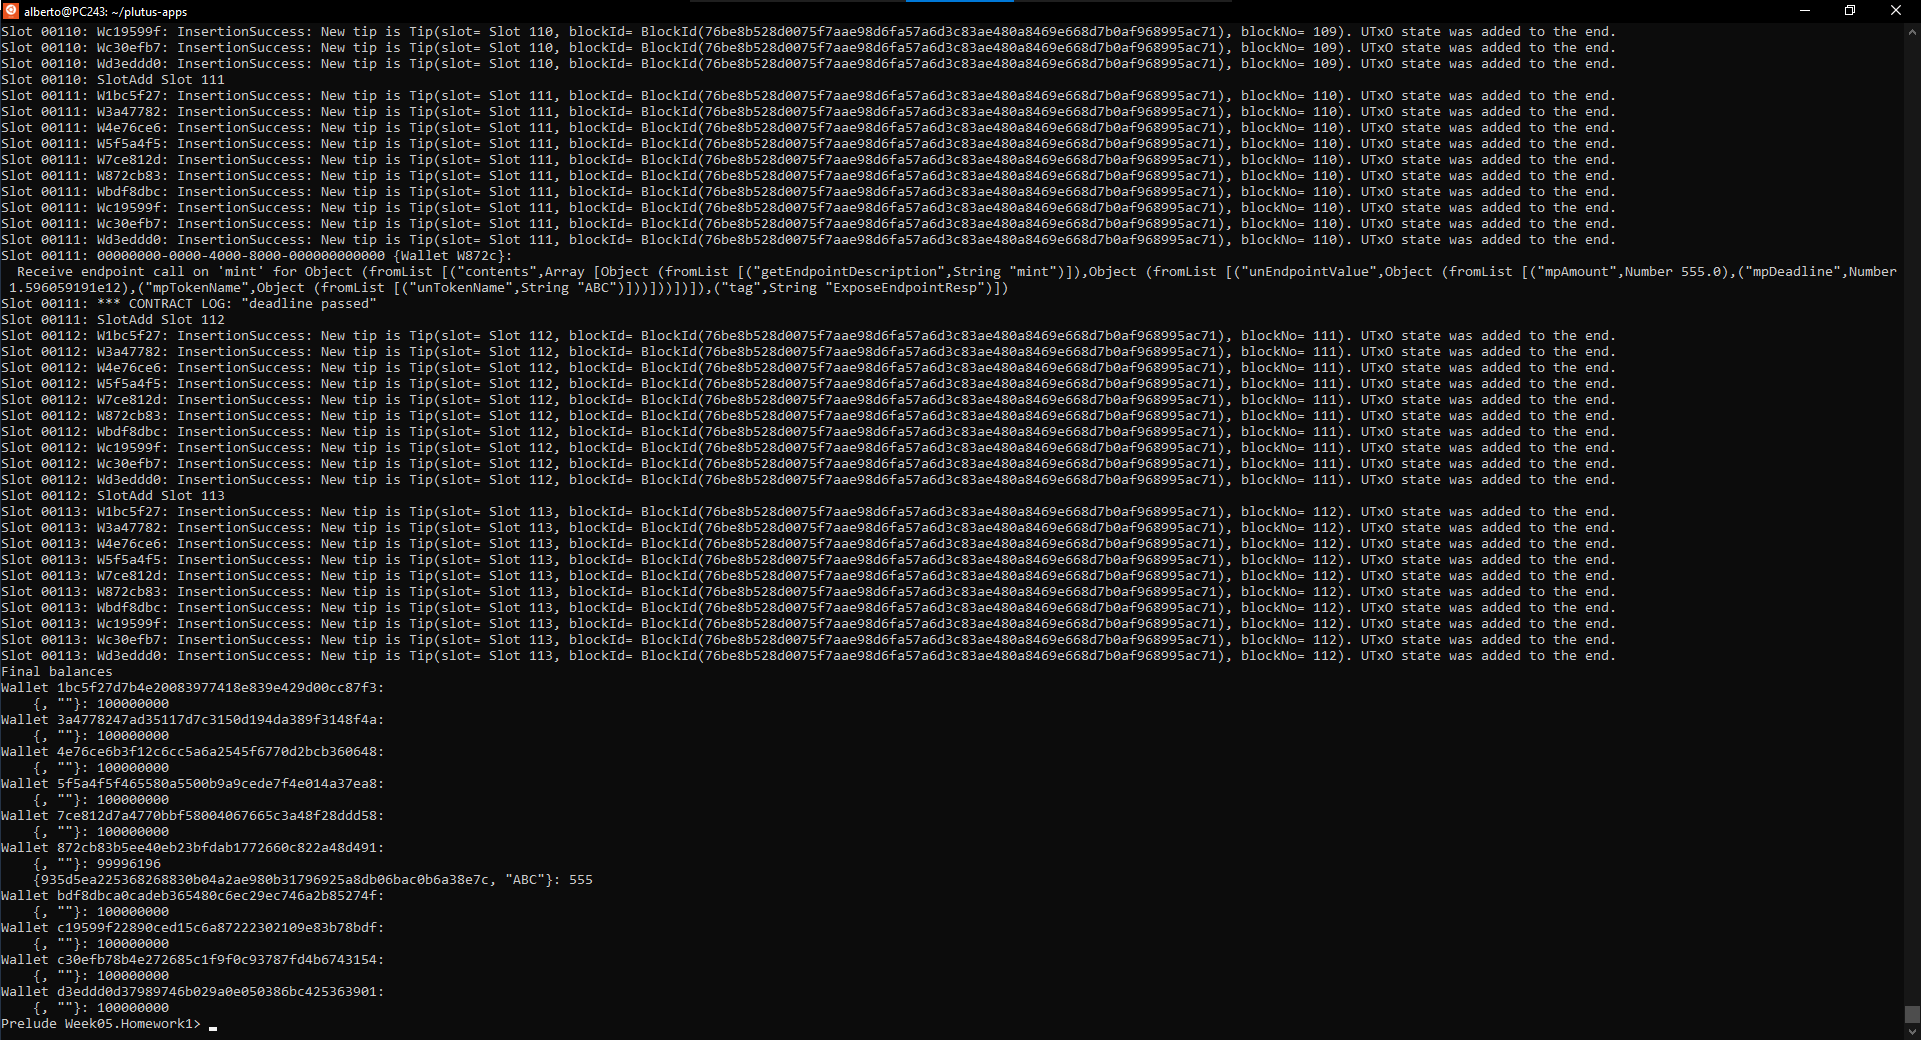 alberto@PC243: ~/plutus-apps
Slot 00110: Wc19599f: InsertionSuccess: New tip is Tip(slot= Slot 110, blockId= BlockId(76be8b528d0075f7aae98d6fa57a6d3c83ae480a8469e668d7b0af968995ac71), blockNo= 109). UTxO state was added to the end.
Slot 00110: Wc30efb7: InsertionSuccess: New tip is Tip(slot= Slot 110, blockId= BlockId(76be8b528d0075f7aae98d6fa57a6d3c83ae480a8469e668d7b0af968995ac71), blockNo= 109). UTxO state was added to the end.
Slot 00110: Wd3eddd0: InsertionSuccess: New tip is Tip(slot= Slot 110, blockId= BlockId(76be8b528d0075f7aae98d6fa57a6d3c83ae480a8469e668d7b0af968995ac71), blockNo= 109). UTxO state was added to the end.
Slot 00110: SlotAdd Slot 111
Slot 00111: W1bc5f27: InsertionSuccess: New tip is Tip(slot= Slot 111, blockId= BlockId(76be8b528d0075f7aae98d6fa57a6d3c83ae480a8469e668d7b0af968995ac71), blockNo= 110). UTxO state was added to the end.
Slot 00111: W3a47782: InsertionSuccess: New tip is Tip(slot= Slot 111, blockId= BlockId(76be8b528d0075f7aae98d6fa57a6d3c83ae480a8469e668d7b0af968995ac71), blockNo= 110). UTxO state was added to the end.
Slot 00111: W4e76ce6: InsertionSuccess: New tip is Tip(slot= Slot 111, blockId= BlockId(76be8b528d0075f7aae98d6fa57a6d3c83ae480a8469e668d7b0af968995ac71), blockNo= 110). UTxO state was added to the end.
Slot 00111: W5f5a4f5: InsertionSuccess: New tip is Tip(slot= Slot 111, blockId= BlockId(76be8b528d0075f7aae98d6fa57a6d3c83ae480a8469e668d7b0af968995ac71), blockNo= 110). UTxO state was added to the end.
Slot 00111: W7ce812d: InsertionSuccess: New tip is Tip(slot= Slot 111, blockId= BlockId(76be8b528d0075f7aae98d6fa57a6d3c83ae480a8469e668d7b0af968995ac71), blockNo= 110). UTxO state was added to the end.
Slot 00111: W872cb83: InsertionSuccess: New tip is Tip(slot= Slot 111, blockId= BlockId(76be8b528d0075f7aae98d6fa57a6d3c83ae480a8469e668d7b0af968995ac71), blockNo= 110). UTxO state was added to the end.
Slot 00111: Wbdf8dbc: InsertionSuccess: New tip is Tip(slot= Slot 111, blockId= BlockId(76be8b528d0075f7aae98d6fa57a6d3c83ae480a8469e668d7b0af968995ac71), blockNo= 110). UTxO state was added to the end.
Slot 00111: Wc19599f: InsertionSuccess: New tip is Tip(slot= Slot 111, blockId= BlockId(76be8b528d0075f7aae98d6fa57a6d3c83ae480a8469e668d7b0af968995ac71), blockNo= 110). UTxO state was added to the end.
Slot 00111: Wc30efb7: InsertionSuccess: New tip is Tip(slot= Slot 111, blockId= BlockId(76be8b528d0075f7aae98d6fa57a6d3c83ae480a8469e668d7b0af968995ac71), blockNo= 110). UTxO state was added to the end.
Slot 00111: Wd3eddd0: InsertionSuccess: New tip is Tip(slot= Slot 111, blockId= BlockId(76be8b528d0075f7aae98d6fa57a6d3c83ae480a8469e668d7b0af968995ac71), blockNo= 110). UTxO state was added to the end.
Slot 00111: 00000000-0000-4000-8000-000000000000 {Wallet W872c}:
Receive endpoint call on 'mint' for Object (fromList [("contents",Array [Object (fromList [("getEndpointDescription",String "mint")]),Object (fromList [("unEndpointValue",Object (fromList [("mpAmount",Number 555.0),("mpDeadline",Number
1.596059191e12),("mpTokenName",Object (fromList [("unTokenName",String "ABC")]))]))])]),("tag",String "ExposeEndpointResp")])
Slot 00111: *** CONTRACT LOG: "deadline passed"
Slot 00111: SlotAdd Slot 112
Slot 00112: W1bc5f27: InsertionSuccess: New tip is Tip(slot= Slot 112, blockId= BlockId(76be8b528d0075f7aae98d6fa57a6d3c83ae480a8469e668d7b0af968995ac71), blockNo= 111). UTxO state was added to the end.
Slot 00112: W3a47782: InsertionSuccess: New tip is Tip(slot= Slot 112, blockId= BlockId(76be8b528d0075f7aae98d6fa57a6d3c83ae480a8469e668d7b0af968995ac71), blockNo= 111). UTxO state was added to the end.
Slot 00112: W4e76ce6: InsertionSuccess: New tip is Tip(slot= Slot 112, blockId= BlockId(76be8b528d0075f7aae98d6fa57a6d3c83ae480a8469e668d7b0af968995ac71), blockNo= 111). UTxO state was added to the end.
Slot 00112: W5f5a4f5: InsertionSuccess: New tip is Tip(slot= Slot 112, blockId= BlockId(76be8b528d0075f7aae98d6fa57a6d3c83ae480a8469e668d7b0af968995ac71), blockNo= 111). UTxO state was added to the end.
Slot 00112: W7ce812d: InsertionSuccess: New tip is Tip(slot= Slot 112, blockId= BlockId(76be8b528d0075f7aae98d6fa57a6d3c83ae480a8469e668d7b0af968995ac71), blockNo= 111). UTxO state was added to the end.
Slot 00112: W872cb83: InsertionSuccess: New tip is Tip(slot= Slot 112, blockId= BlockId(76be8b528d0075f7aae98d6fa57a6d3c83ae480a8469e668d7b0af968995ac71), blockNo= 111). UTxO state was added to the end.
Slot 00112: Wbdf8dbc: InsertionSuccess: New tip is Tip(slot= Slot 112, blockId= BlockId(76be8b528d0075f7aae98d6fa57a6d3c83ae480a8469e668d7b0af968995ac71), blockNo= 111). UTxO state was added to the end.
Slot 00112: Wc19599f: InsertionSuccess: New tip is Tip(slot= Slot 112, blockId= BlockId(76be8b528d0075f7aae98d6fa57a6d3c83ae480a8469e668d7b0af968995ac71), blockNo= 111). UTxO state was added to the end.
Slot 00112: Wc30efb7: InsertionSuccess: New tip is Tip(slot= Slot 112, blockId= BlockId(76be8b528d0075f7aae98d6fa57a6d3c83ae480a8469e668d7b0af968995ac71), blockNo= 111). UTxO state was added to the end.
Slot 00112: Wd3eddd0: InsertionSuccess: New tip is Tip(slot= Slot 112, blockId= BlockId(76be8b528d0075f7aae98d6fa57a6d3c83ae480a8469e668d7b0af968995ac71), blockNo= 111). UTxO state was added to the end.
Slot 00112: SlotAdd Slot 113
Slot 00113: W1bc5f27: InsertionSuccess: New tip is Tip(slot= Slot 113, blockId= BlockId(76be8b528d0075f7aae98d6fa57a6d3c83ae480a8469e668d7b0af968995ac71), blockNo= 112). UTxO state was added to the end.
Slot 00113: W3a47782: InsertionSuccess: New tip is Tip(slot= Slot 113, blockId= BlockId(76be8b528d0075f7aae98d6fa57a6d3c83ae480a8469e668d7b0af968995ac71), blockNo= 112). UTxO state was added to the end.
Slot 00113: W4e76ce6: InsertionSuccess: New tip is Tip(slot= Slot 113, blockId= BlockId(76be8b528d0075f7aae98d6fa57a6d3c83ae480a8469e668d7b0af968995ac71), blockNo= 112). UTxO state was added to the end.
Slot 00113: W5f5a4f5: InsertionSuccess: New tip is Tip(slot= Slot 113, blockId= BlockId(76be8b528d0075f7aae98d6fa57a6d3c83ae480a8469e668d7b0af968995ac71), blockNo= 112). UTxO state was added to the end.
Slot 00113: W7ce812d: InsertionSuccess: New tip is Tip(slot= Slot 113, blockId= BlockId(76be8b528d0075f7aae98d6fa57a6d3c83ae480a8469e668d7b0af968995ac71), blockNo= 112). UTxO state was added to the end.
Slot 00113: W872cb83: InsertionSuccess: New tip is Tip(slot= Slot 113, blockId= BlockId(76be8b528d0075f7aae98d6fa57a6d3c83ae480a8469e668d7b0af968995ac71), blockNo= 112). UTxO state was added to the end.
Slot 00113: Wbdf8dbc: InsertionSuccess: New tip is Tip(slot= Slot 113, blockId= BlockId(76be8b528d0075f7aae98d6fa57a6d3c83ae480a8469e668d7b0af968995ac71), blockNo= 112). UTxO state was added to the end.
Slot 00113: Wc19599f: InsertionSuccess: New tip is Tip(slot= Slot 113, blockId= BlockId(76be8b528d0075f7aae98d6fa57a6d3c83ae480a8469e668d7b0af968995ac71), blockNo= 112). UTxO state was added to the end.
Slot 00113: Wc30efb7: InsertionSuccess: New tip is Tip(slot= Slot 113, blockId= BlockId(76be8b528d0075f7aae98d6fa57a6d3c83ae480a8469e668d7b0af968995ac71), blockNo= 112). UTxO state was added to the end.
Slot 00113: Wd3eddd0: InsertionSuccess: New tip is Tip(slot= Slot 113, blockId= BlockId(76be8b528d0075f7aae98d6fa57a6d3c83ae480a8469e668d7b0af968995ac71), blockNo= 112). UTxO state was added to the end.
Final balances
Wallet 1bc5f27d7b4e20083977418e839e429d00cc87f3:
{, ""}: 100000000
Wallet 3a4778247ad35117d7c3150d194da389f3148f4a:
{, ""}: 100000000
Wallet 4e76ce6b3f12c6cc5a6a2545f6770d2bcb360648:
{, ""}: 100000000
Wallet 5f5a4f5f465580a5500b9a9cede7f4e014a37ea8:
{, ""}: 100000000
Wallet 7ce812d7a4770bbf58004067665c3a48f28ddd58:
{, ""}: 100000000
Wallet 872cb83b5ee40eb23bfdab1772660c822a48d491:
{, ""}: 99996196
{935d5ea225368268830b04a2ae980b31796925a8db06bac0b6a38e7c, "ABC"}: 555
Wallet bdf8dbca0cadeb365480c6ec29ec746a2b85274f:
{, ""}: 100000000
Wallet c19599f22890ced15c6a87222302109e83b78bdf:
{, ""}: 100000000
Wallet c30efb78b4e272685c1f9f0c93787fd4b6743154:
{, ""}: 100000000
Wallet d3eddd0d37989746b029a0e050386bc425363901:
{, ""}: 100000000
Prelude Week05.Homework1>